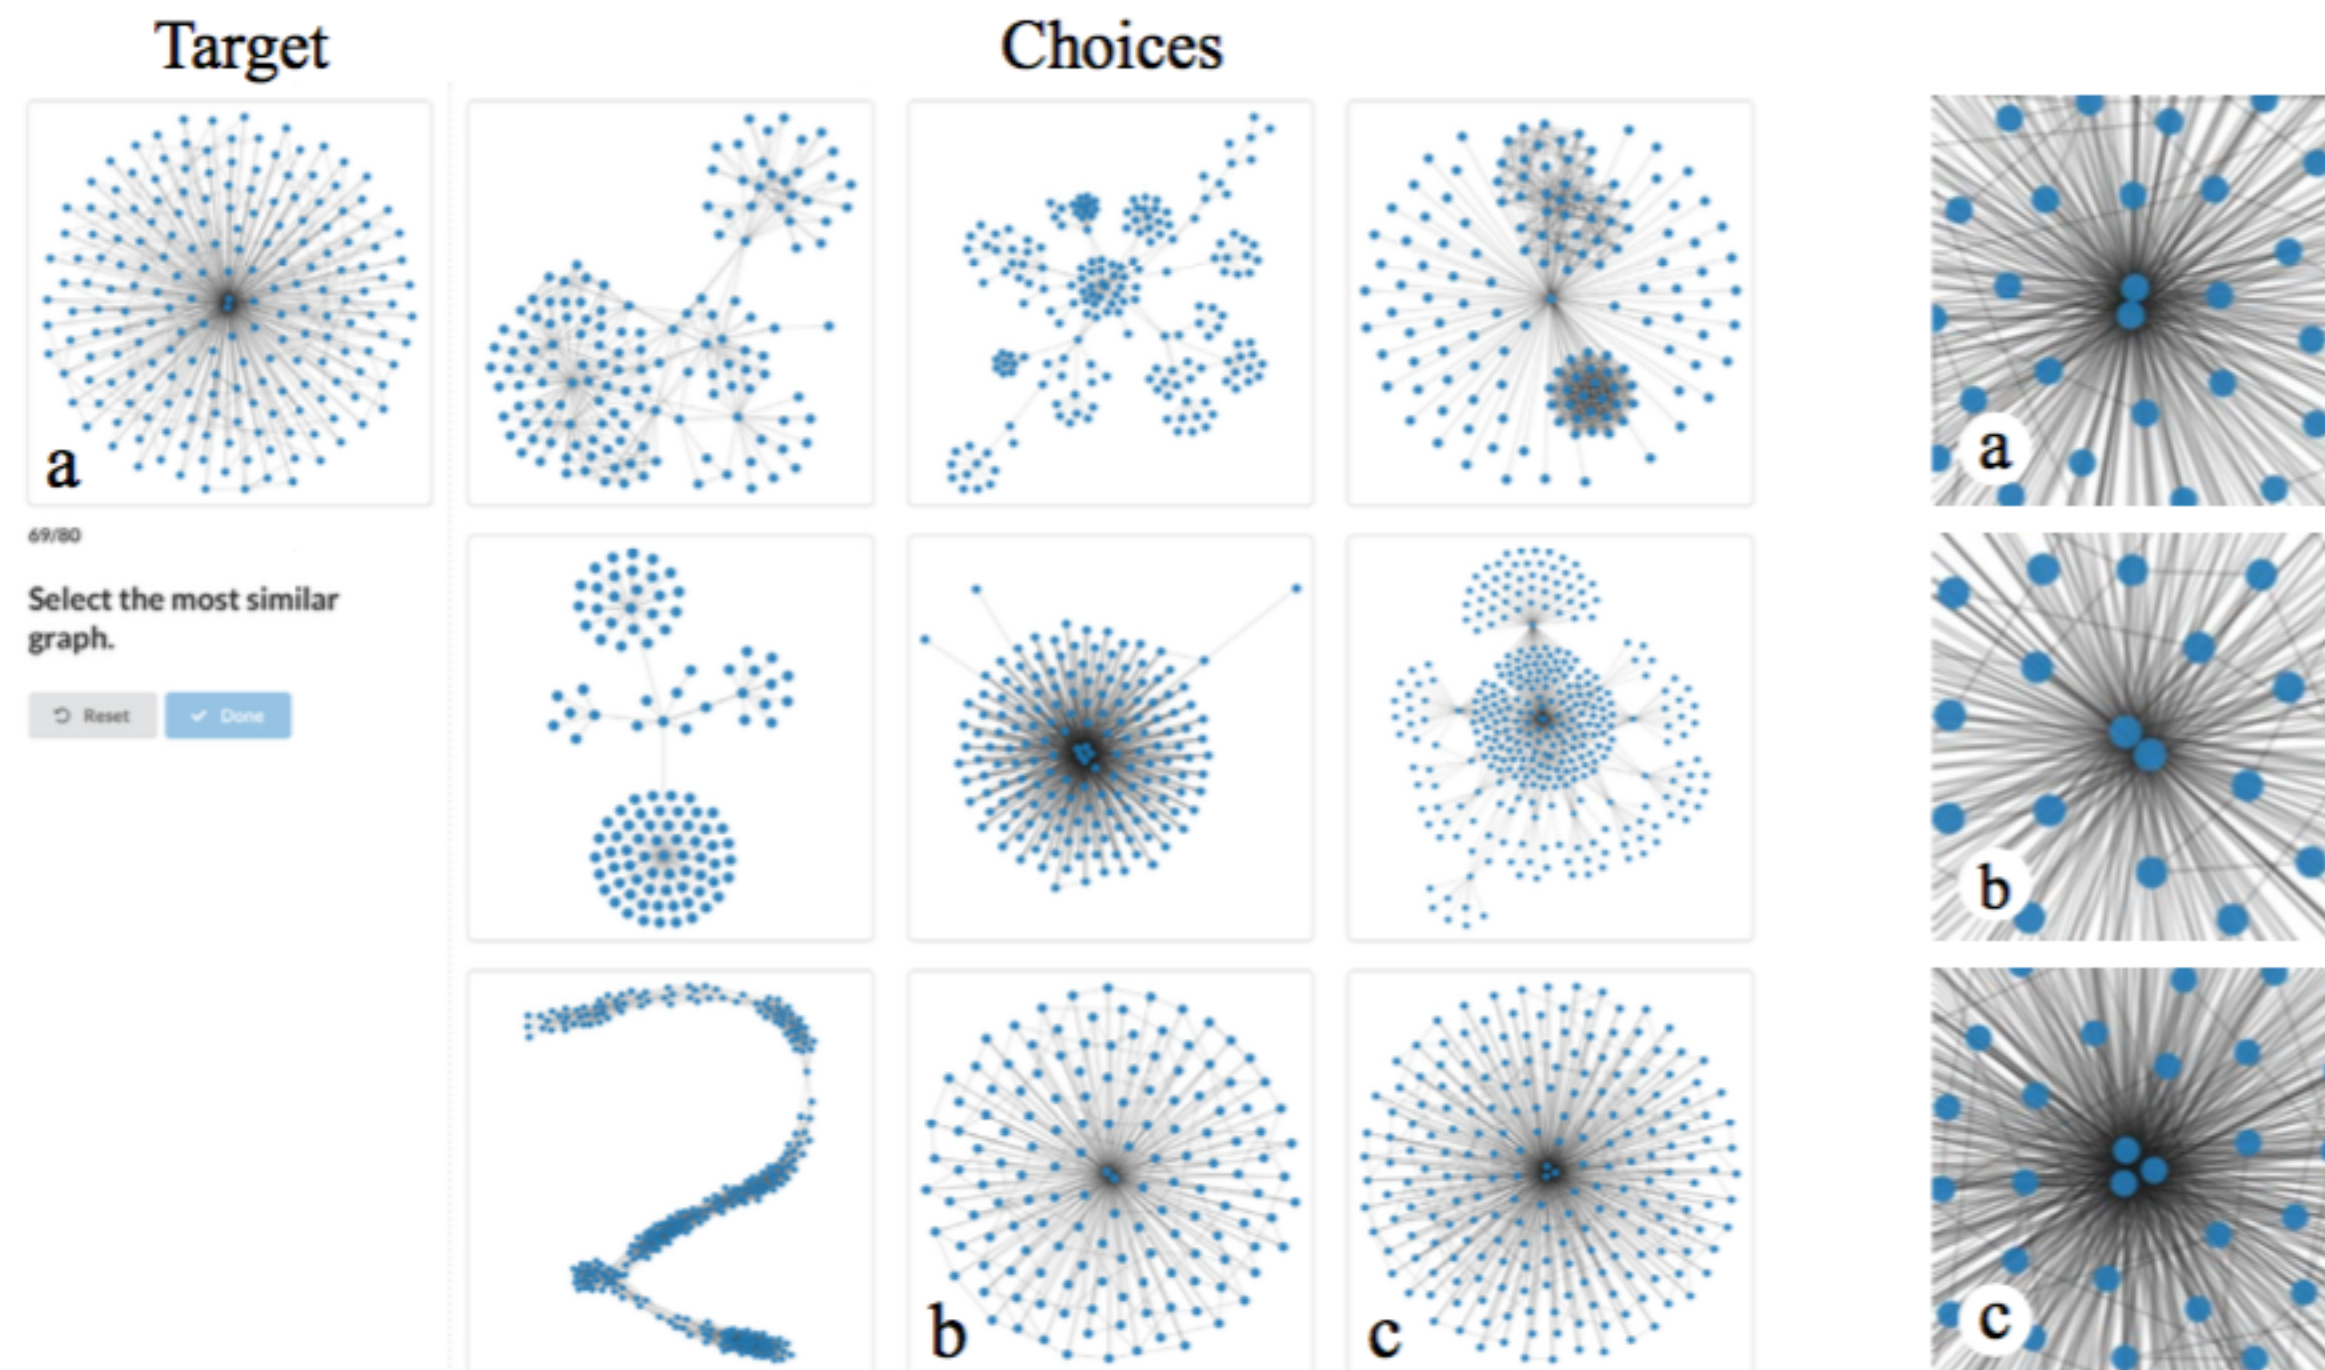 Target
Choices
a
a
69/80
Select the most similar
graph.
Reset
Done
b
b
c
c